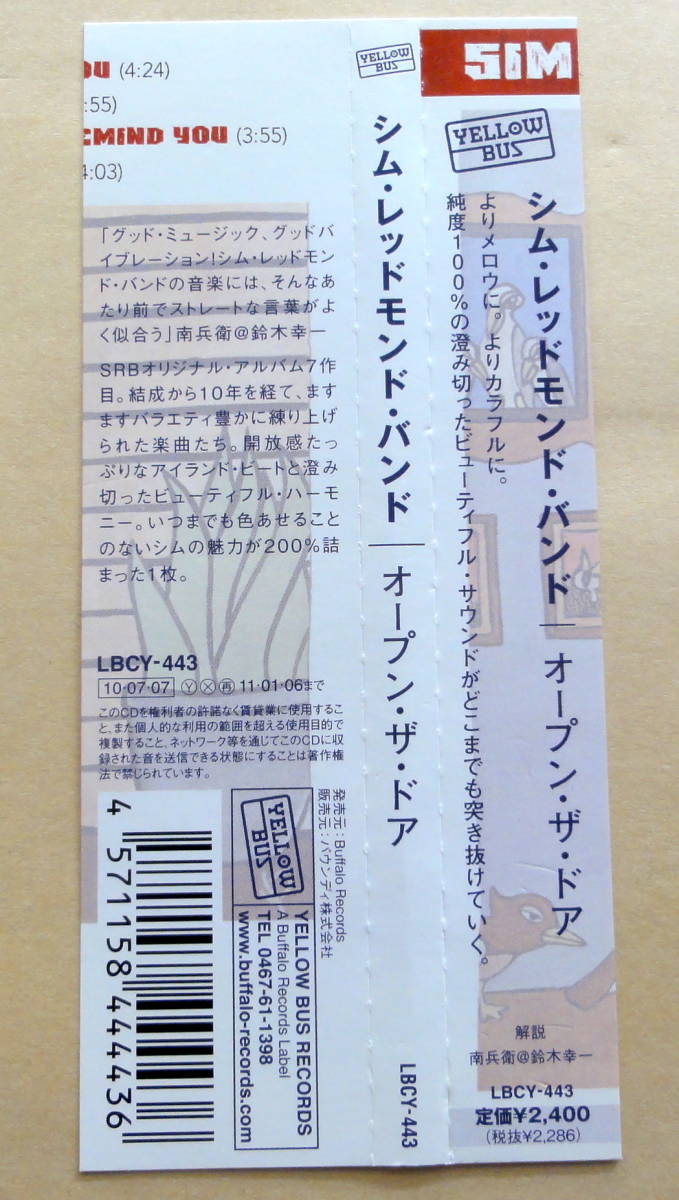 OU (4:24)
:55)
EMIND YOU (3:55)
4:03)
「グッド・ミュージック、グッドバ
イブレーション!シム・レッドモン
ド・バンドの音楽には、そんなあ
たり前でストレートな言葉がよ
く似合う」南兵衛@鈴木幸一
SRBオリジナル・アルバム7作
目。結成から10年を経て、ます
ますバラエティ豊かに練り上げ
られた楽曲たち。開放感たっ
ぷりなアイランド・ビートと澄み
切ったビューティフル・ハーモ
ニー。いつまでも色あせること
のないシムの魅力が200%詰
まった1枚。
LBCY-443
10・07・07 Ⓨ Ⓧ 再 11・01・06まで
このCDを権利者の許諾なく賃貸業に使用するこ
と、また個人的な利用の範囲を超える使用目的で
複製すること、ネットワーク等を通じてこのCDに収
録された音を送信できる状態にすることは著作権
法で禁じられています。
4 571158 444436
発売元:Buffalo Records
販売元:バウンディ株式会社
YELLOW
BUS
YELLOW BUS RECORDS
A Buffalo Records Label
TEL 0467-61-1398
www.buffalo-records.com
YELLOW
BUS
シム・レッドモンド・バンド|オープン・ザ・ドア
LBCY-443
SIM
YELLOW
BUS
シム・レッドモンド・バンド|オープン・ザ・ドア
よりメロウに。よりカラフルに。
純度100%の澄み切ったビューティフル・サウンドがどこまでも突き抜けていく。
解説
南兵衛@鈴木幸一
LBCY-443
定価¥2,400
(税抜¥2,286)